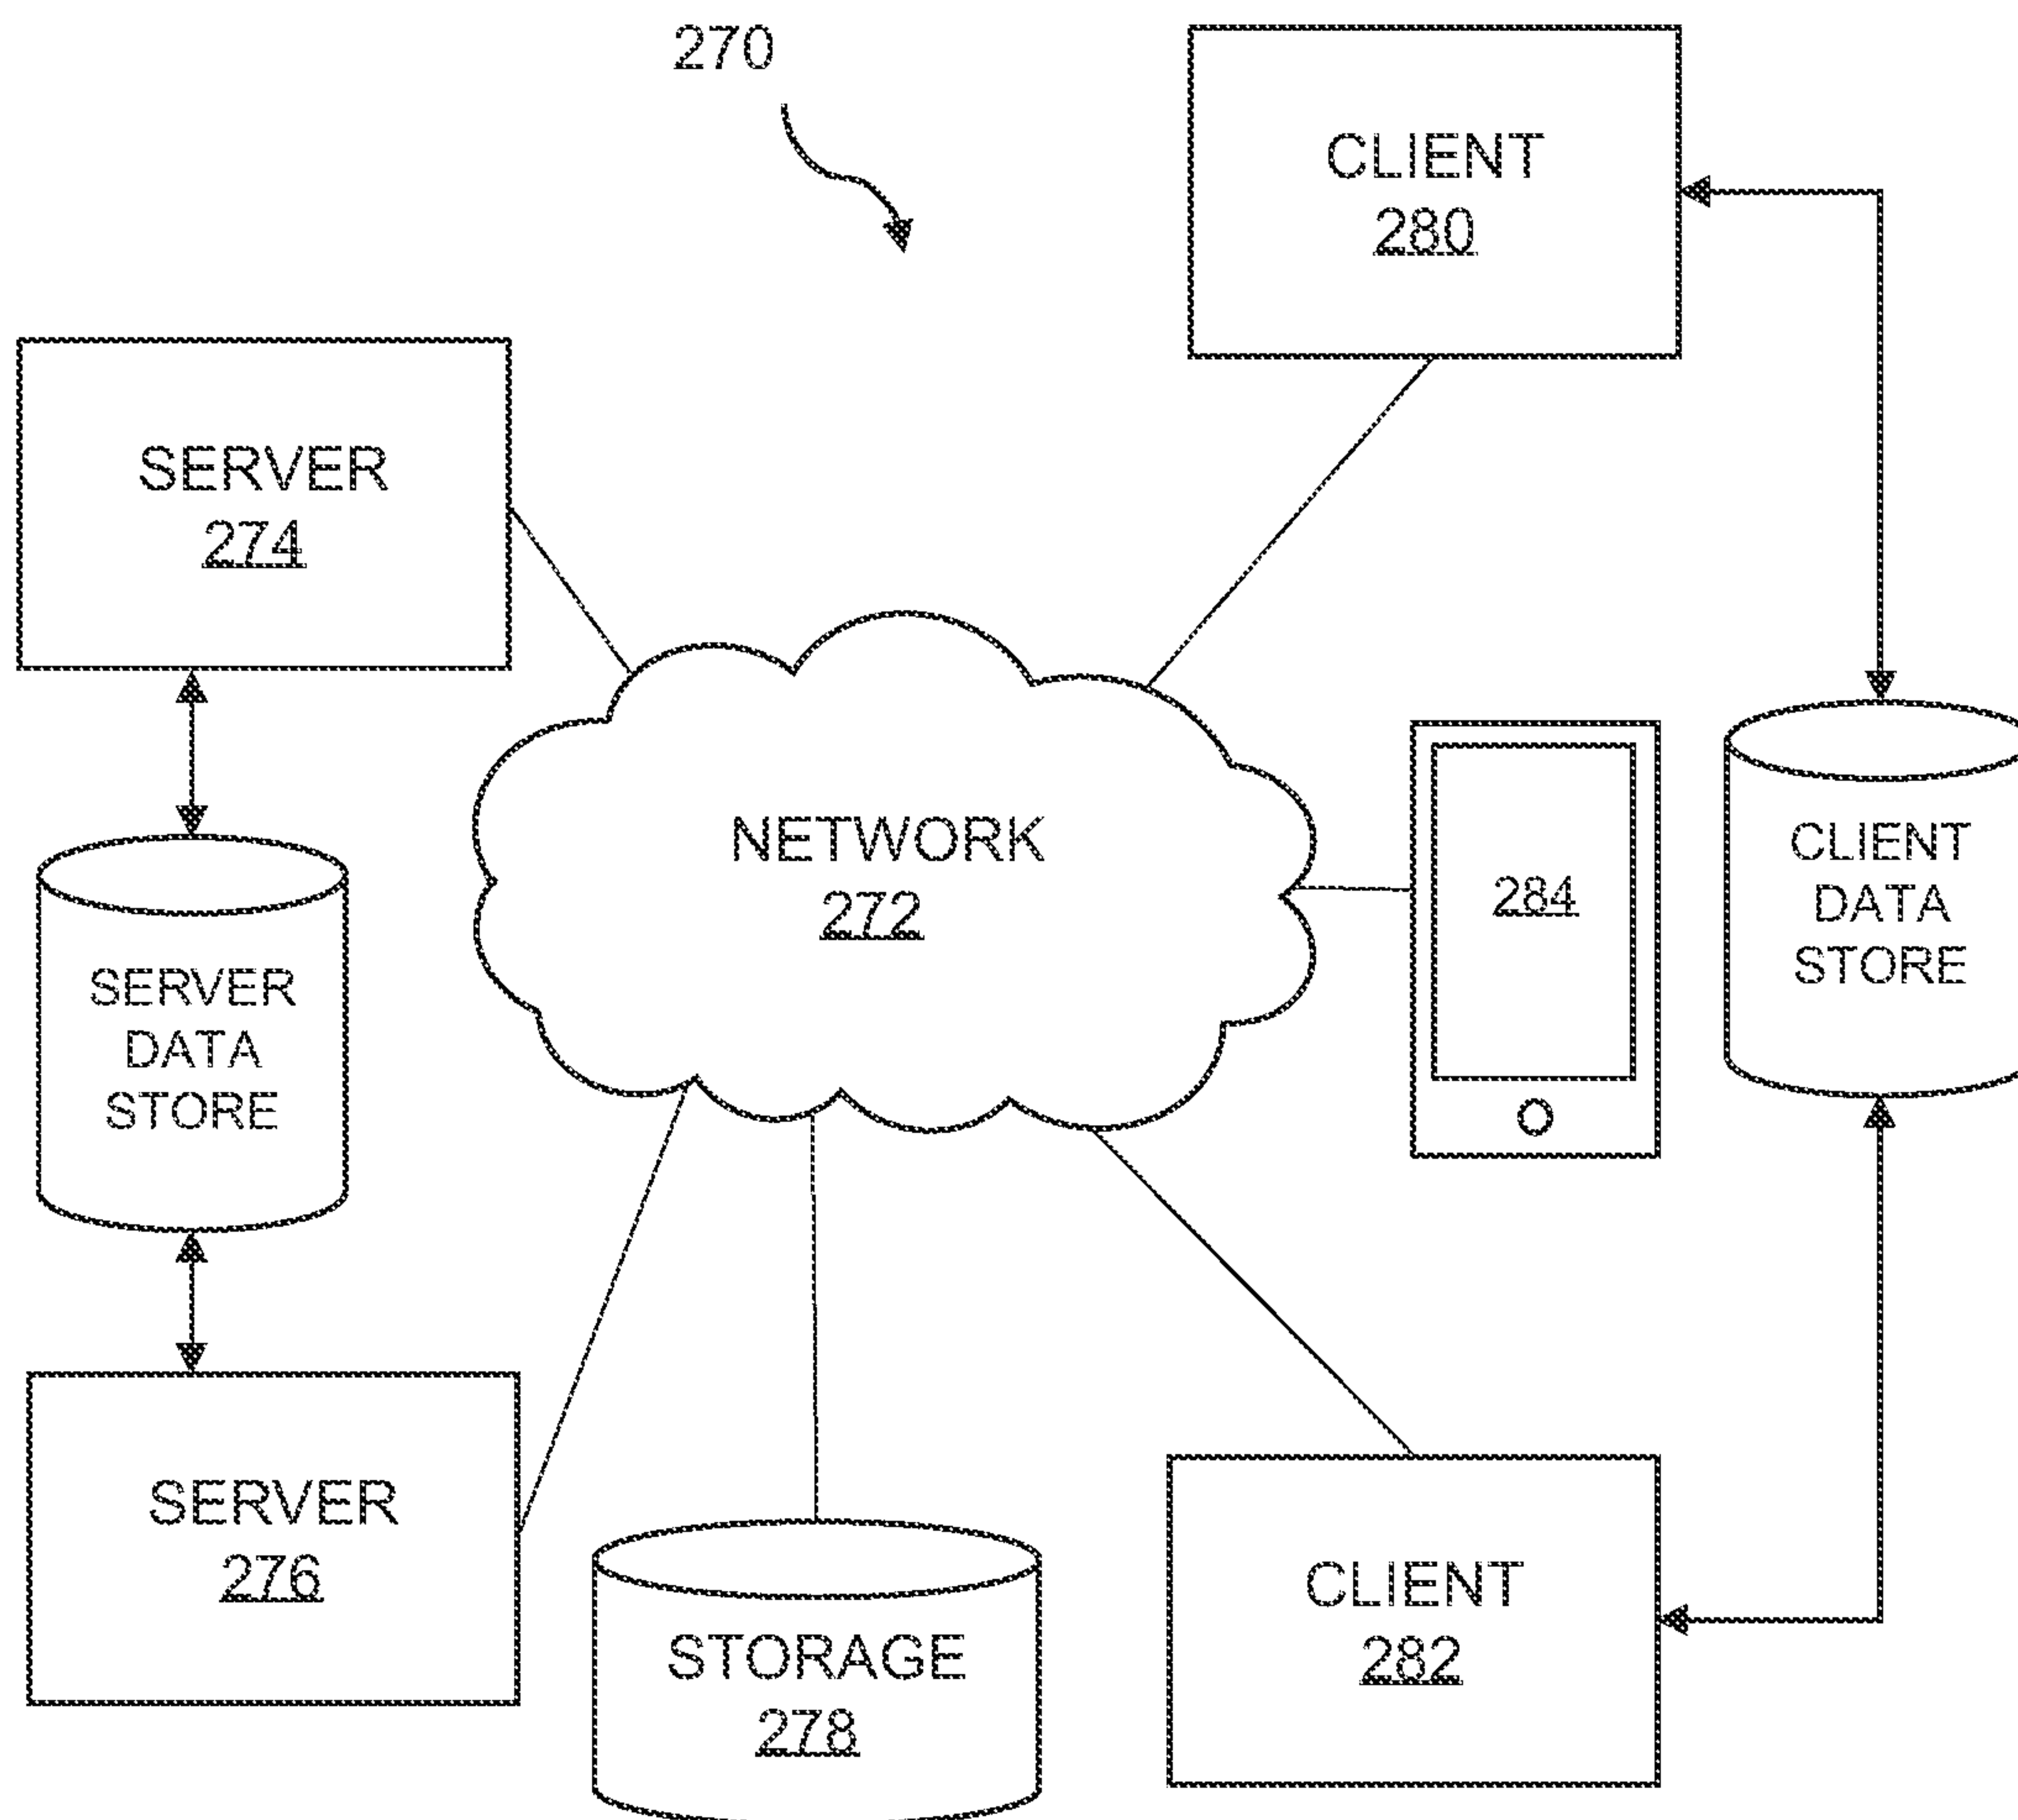 270
CLIENT
280
SERVER
274
NETWORK
272
284
CLIENT
DATA
STORE
SERVER
DATA
STORE
SERVER
276
STORAGE
278
CLIENT
282